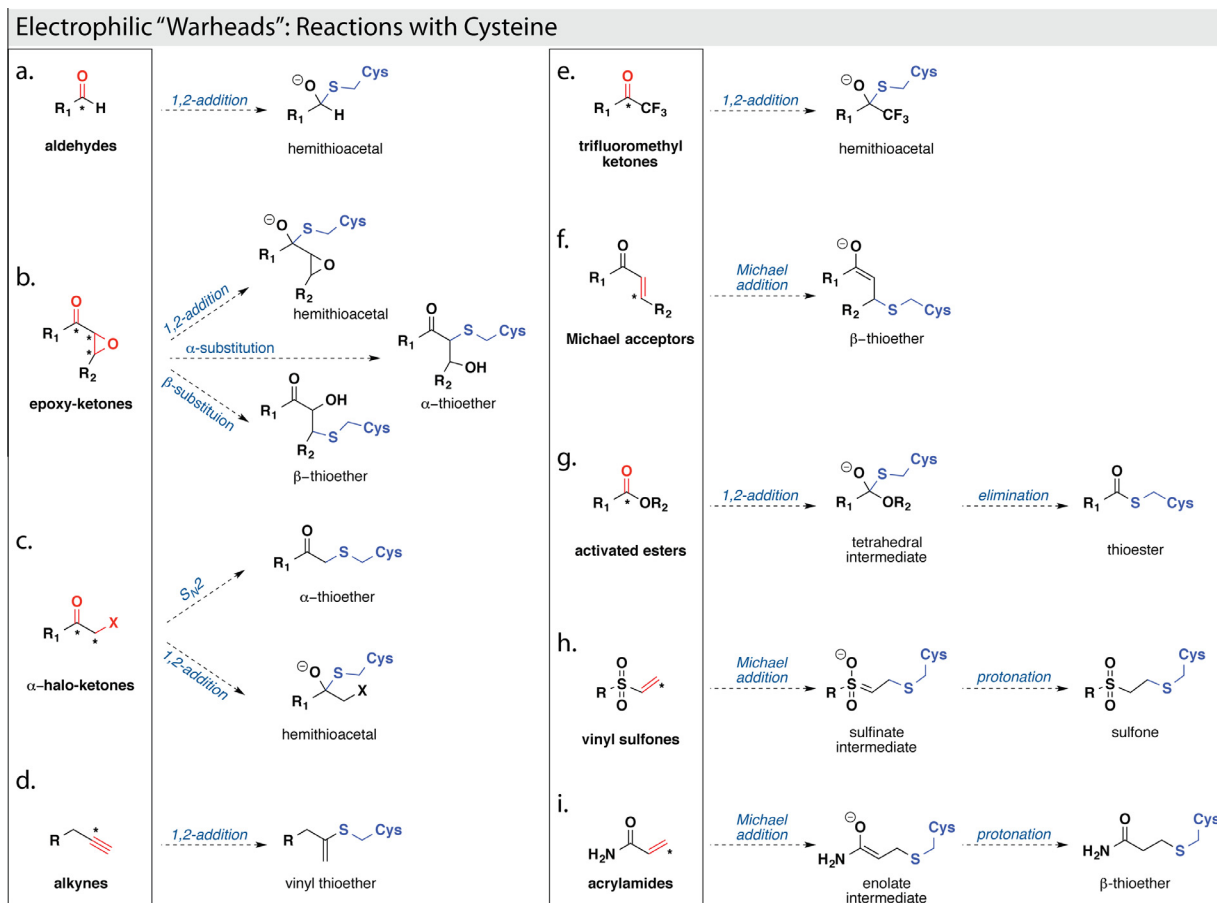 Electrophilic “Warheads”: Reactions with Cysteine
a.
O
R1
*
H
aldehydes
1,2-addition
⊖
O
S
Cys
R1
H
hemithioacetal
b.
O
R1
*
*
*
O
R2
epoxy-ketones
1,2-addition
⊖
O
S
Cys
R1
O
R2
hemithioacetal
α-substitution
O
R1
S
Cys
OH
R2
α-thioether
β-substituion
O
R1
OH
S
Cys
R2
β-thioether
c.
O
R1
*
*
X
α-halo-ketones
SN2
O
R1
S
Cys
α-thioether
1,2-addition
⊖
O
S
Cys
R1
X
hemithioacetal
d.
R
*
alkynes
1,2-addition
R
S
Cys
vinyl thioether
e.
O
R1
*
CF3
trifluoromethyl
ketones
1,2-addition
⊖
O
S
Cys
R1
CF3
hemithioacetal
f.
O
R1
*
R2
Michael acceptors
Michael
addition
⊖
O
R1
R2
S
Cys
β-thioether
g.
O
R1
*
OR2
activated esters
1,2-addition
⊖
O
S
Cys
R1
OR2
tetrahedral
intermediate
elimination
O
R1
S
Cys
thioester
h.
O
R
S
O
*
vinyl sulfones
Michael
addition
⊖
O
R
S
O
S
Cys
sulfinate
intermediate
protonation
O
R
S
O
S
Cys
sulfone
i.
O
H2N
*
acrylamides
Michael
addition
⊖
O
H2N
S
Cys
enolate
intermediate
protonation
O
H2N
S
Cys
β-thioether